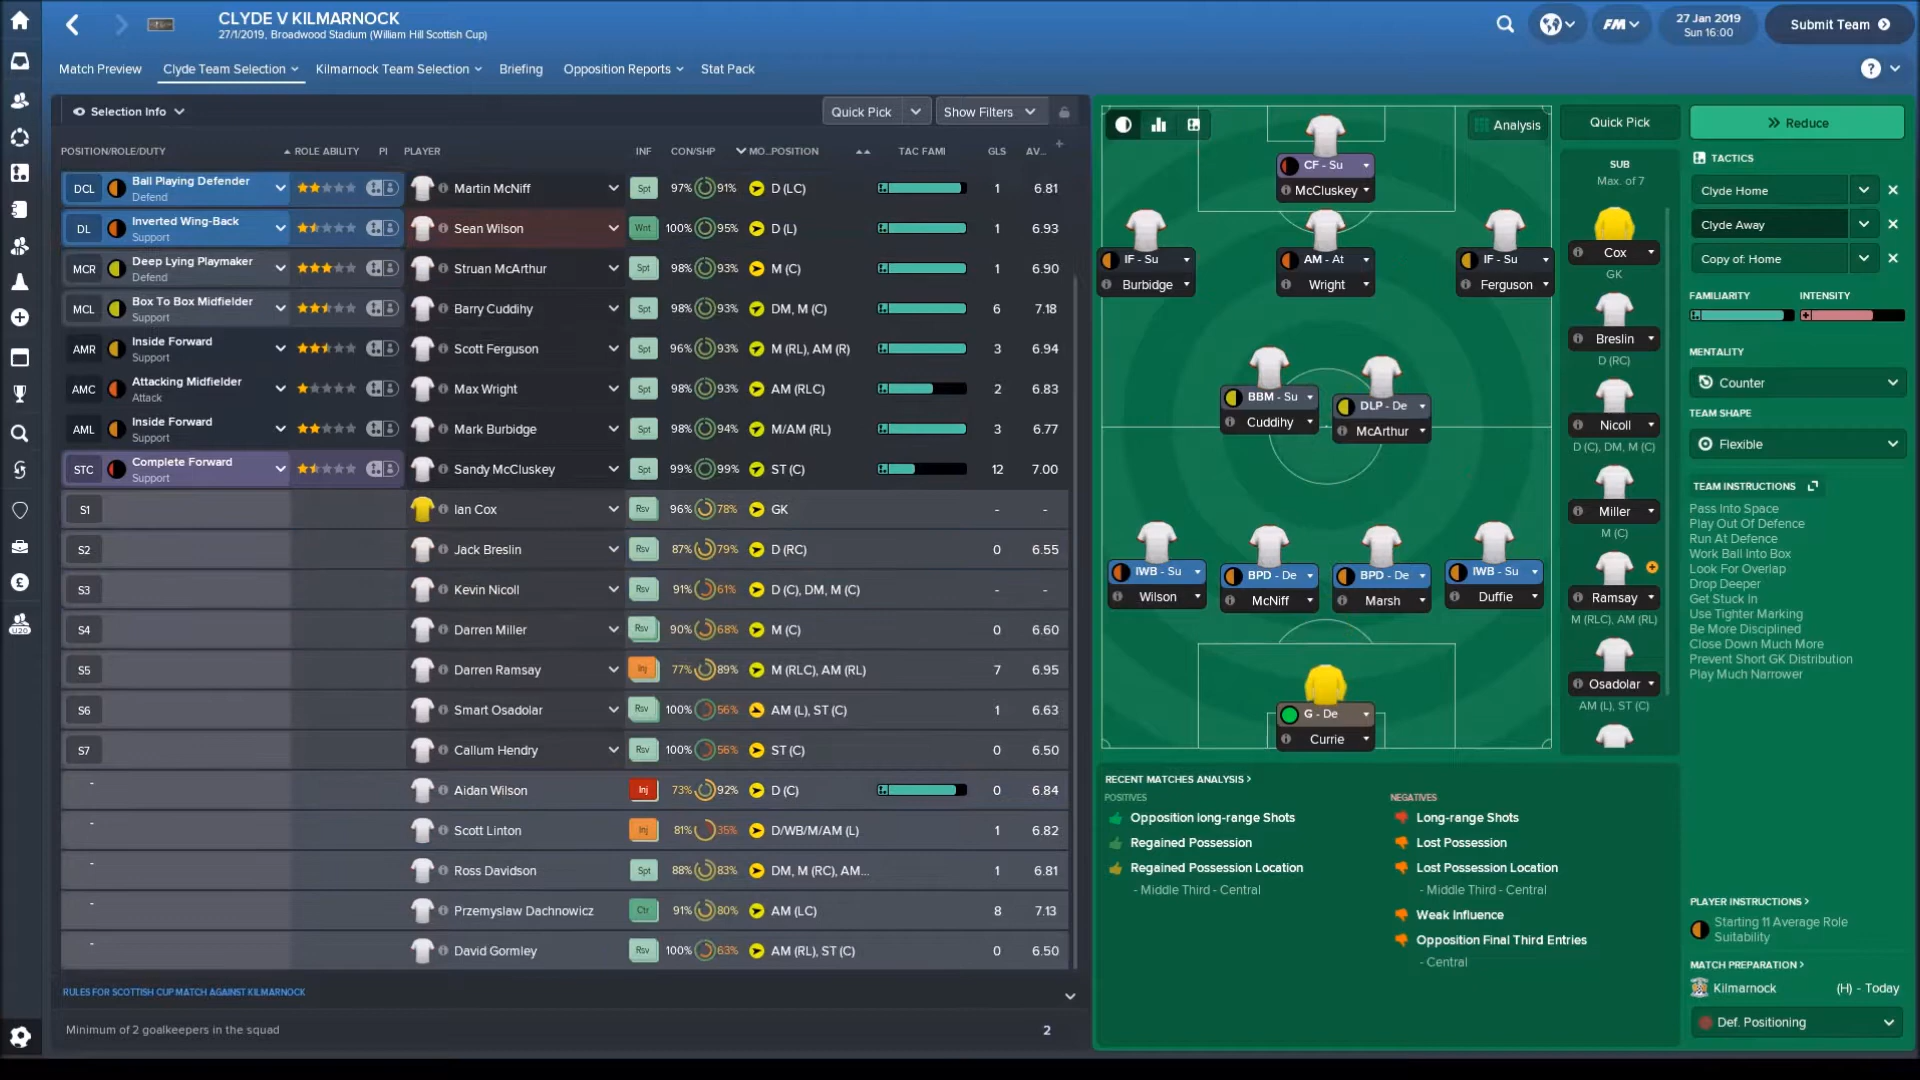 CLYDE V KILMARNOCK
27/1/2019, Broadwood Stadium (William Hill Scottish Cup)
FM
27 Jan 2019
Sun 16:00
Submit Team
Match Preview
Clyde Team Selection
Kilmarnock Team Selection
Briefing
Opposition Reports
Stat Pack
?
Selection Info
Quick Pick
Show Filters
POSITION/ROLE/DUTY ROLE ABILITY PI PLAYER INF CON/SHP MO... POSITION TAC FAMI GLS AV...
DCL Ball Playing Defender Martin McNiff Spt 97% 91% D (LC) 1 6.81
Defend
DL Inverted Wing-Back Sean Wilson Wnt 100% 95% D (L) 1 6.93
Support
MCR Deep Lying Playmaker Struan McArthur Spt 98% 93% M (C) 1 6.90
Defend
MCL Box To Box Midfielder Barry Cuddihy Spt 98% 93% DM, M (C) 6 7.18
Support
AMR Inside Forward Scott Ferguson Spt 96% 93% M (RL), AM (R) 3 6.94
Support
AMC Attacking Midfielder Max Wright Spt 98% 93% AM (RLC) 2 6.83
Attack
AML Inside Forward Mark Burbidge Spt 98% 94% M/AM (RL) 3 6.77
Support
STC Complete Forward Sandy McCluskey Spt 99% 99% ST (C) 12 7.00
Support
S1 Ian Cox Rsv 96% 78% GK - -
S2 Jack Breslin Rsv 87% 79% D (RC) 0 6.55
S3 Kevin Nicoll Rsv 91% 61% D (C), DM, M (C) - -
S4 Darren Miller Rsv 90% 68% M (C) 0 6.60
S5 Darren Ramsay Inj 77% 89% M (RLC), AM (RL) 7 6.95
S6 Smart Osadolar Rsv 100% 56% AM (L), ST (C) 1 6.63
S7 Callum Hendry Rsv 100% 56% ST (C) 0 6.50
- Aidan Wilson Inj 73% 92% D (C) 0 6.84
- Scott Linton Inj 81% 35% D/WB/M/AM (L) 1 6.82
- Ross Davidson Spt 88% 83% DM, M (RC), AM... 1 6.81
- Przemyslaw Dachnowicz Ctr 91% 80% AM (LC) 8 7.13
- David Gormley Rsv 100% 63% AM (RL), ST (C) 0 6.50
RULES FOR SCOTTISH CUP MATCH AGAINST KILMARNOCK
Minimum of 2 goalkeepers in the squad 2
U20
Analysis
CF - Su
McCluskey
IF - Su
Burbidge
AM - At
Wright
IF - Su
Ferguson
BBM - Su
Cuddihy
DLP - De
McArthur
IWB - Su
Wilson
BPD - De
McNiff
BPD - De
Marsh
IWB - Su
Duffie
G - De
Currie
Quick Pick
SUB
Max. of 7
Cox
GK
Breslin
D (RC)
Nicoll
D (C), DM, M (C)
Miller
M (C)
Ramsay
M (RLC), AM (RL)
Osadolar
AM (L), ST (C)
RECENT MATCHES ANALYSIS >
POSITIVES
Opposition long-range Shots
Regained Possession
Regained Possession Location
- Middle Third - Central
NEGATIVES
Long-range Shots
Lost Possession
Lost Possession Location
- Middle Third - Central
Weak Influence
Opposition Final Third Entries
- Central
Reduce
TACTICS
Clyde Home
Clyde Away
Copy of: Home
FAMILIARITY
INTENSITY
MENTALITY
Counter
TEAM SHAPE
Flexible
TEAM INSTRUCTIONS
Pass Into Space
Play Out Of Defence
Run At Defence
Work Ball Into Box
Look For Overlap
Drop Deeper
Get Stuck In
Use Tighter Marking
Be More Disciplined
Close Down Much More
Prevent Short GK Distribution
Play Much Narrower
PLAYER INSTRUCTIONS >
Starting 11 Average Role
Suitability
MATCH PREPARATION >
Kilmarnock (H) - Today
Def. Positioning